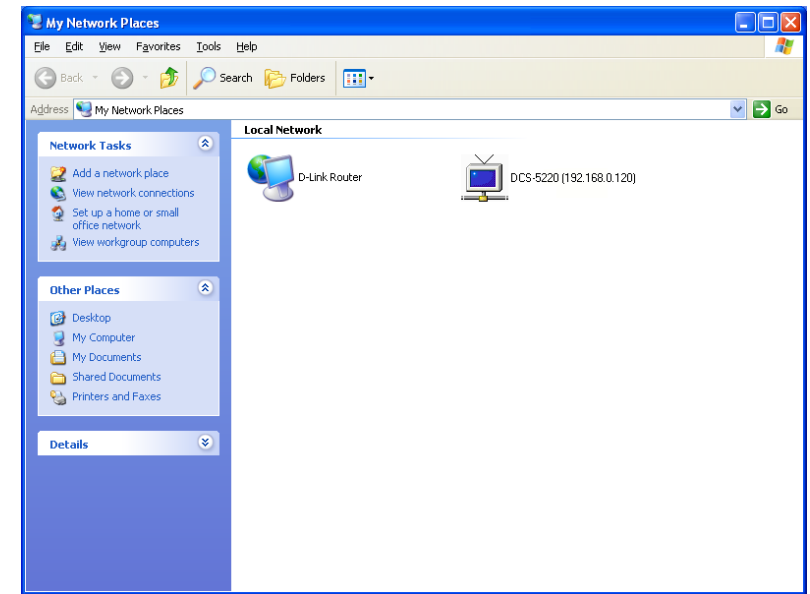 My Network Places
File Edit View Favorites Tools Help
Back Search Folders
Address My Network Places Go
Network Tasks
Add a network place
View network connections
Set up a home or small
office network
View workgroup computers
Other Places
Desktop
My Computer
My Documents
Shared Documents
Printers and Faxes
Details
Local Network
D-Link Router DCS-5220 (192.168.0.120)